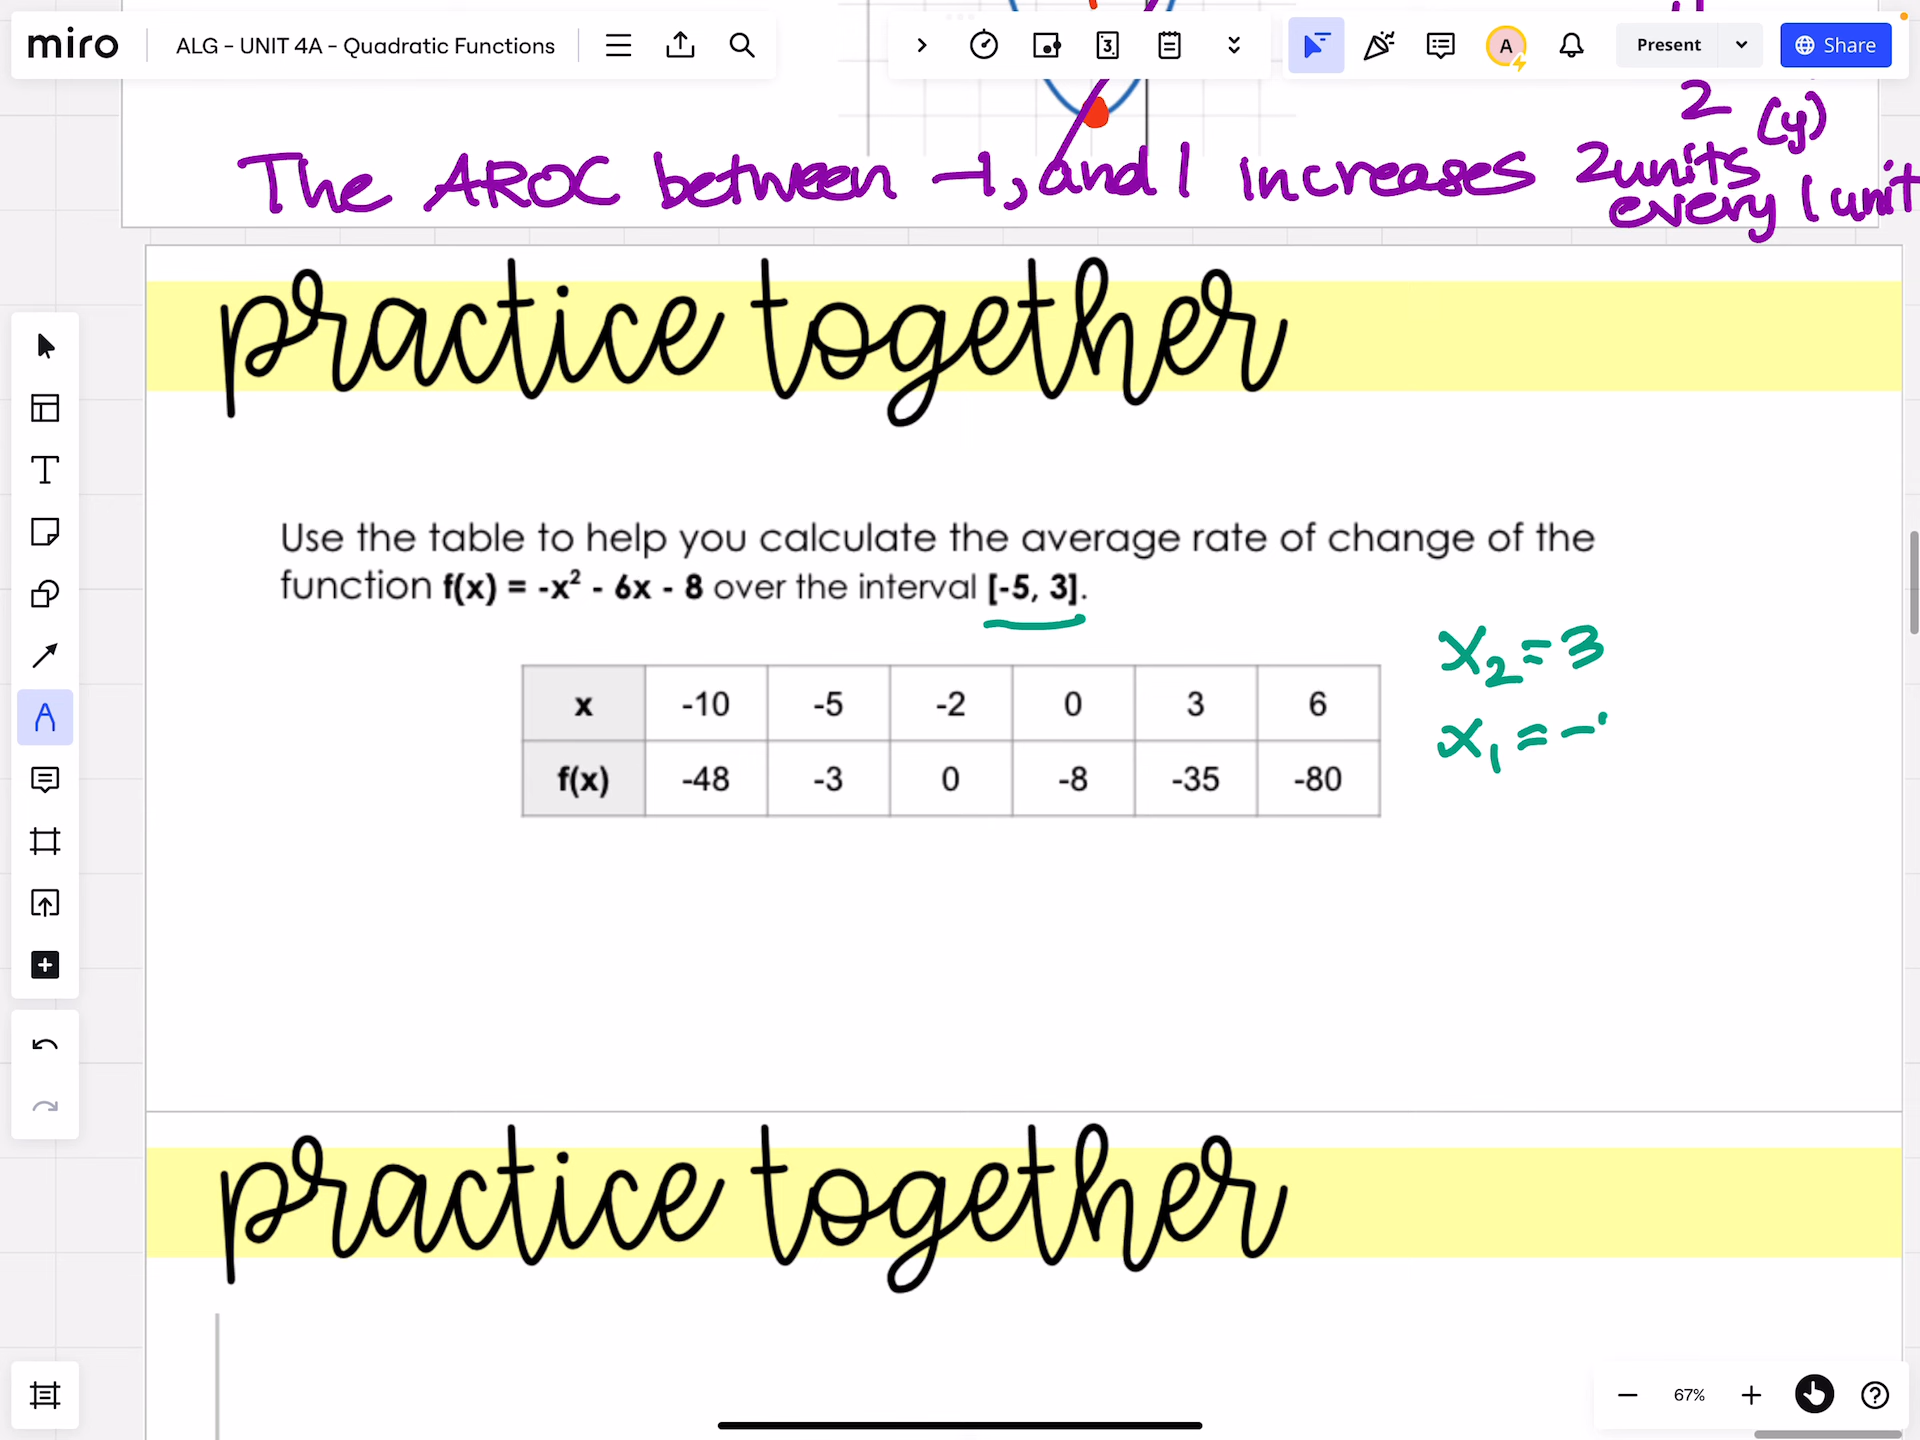 miro ALG - UNIT 4A - Quadratic Functions
Present
Share
2 (y)
The AROC between -1, and 1 increases 2 units
every 1 unit
practice together
Use the table to help you calculate the average rate of change of the
function f(x) = -x² - 6x - 8 over the interval [-5, 3].
x₂ = 3
x -10 -5 -2 0 3 6
x₁ = -
f(x) -48 -3 0 -8 -35 -80
practice together
67%